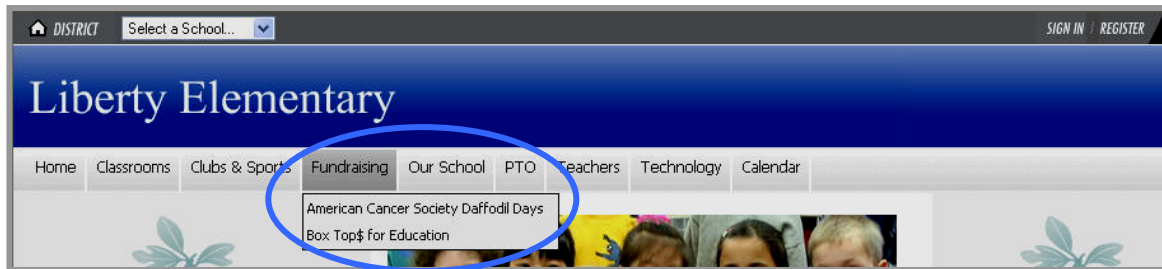 DISTRICT Select a School... SIGN IN | REGISTER
Liberty Elementary
Home Classrooms Clubs & Sports Fundraising Our School PTO Teachers Technology Calendar
American Cancer Society Daffodil Days
Box Top$ for Education